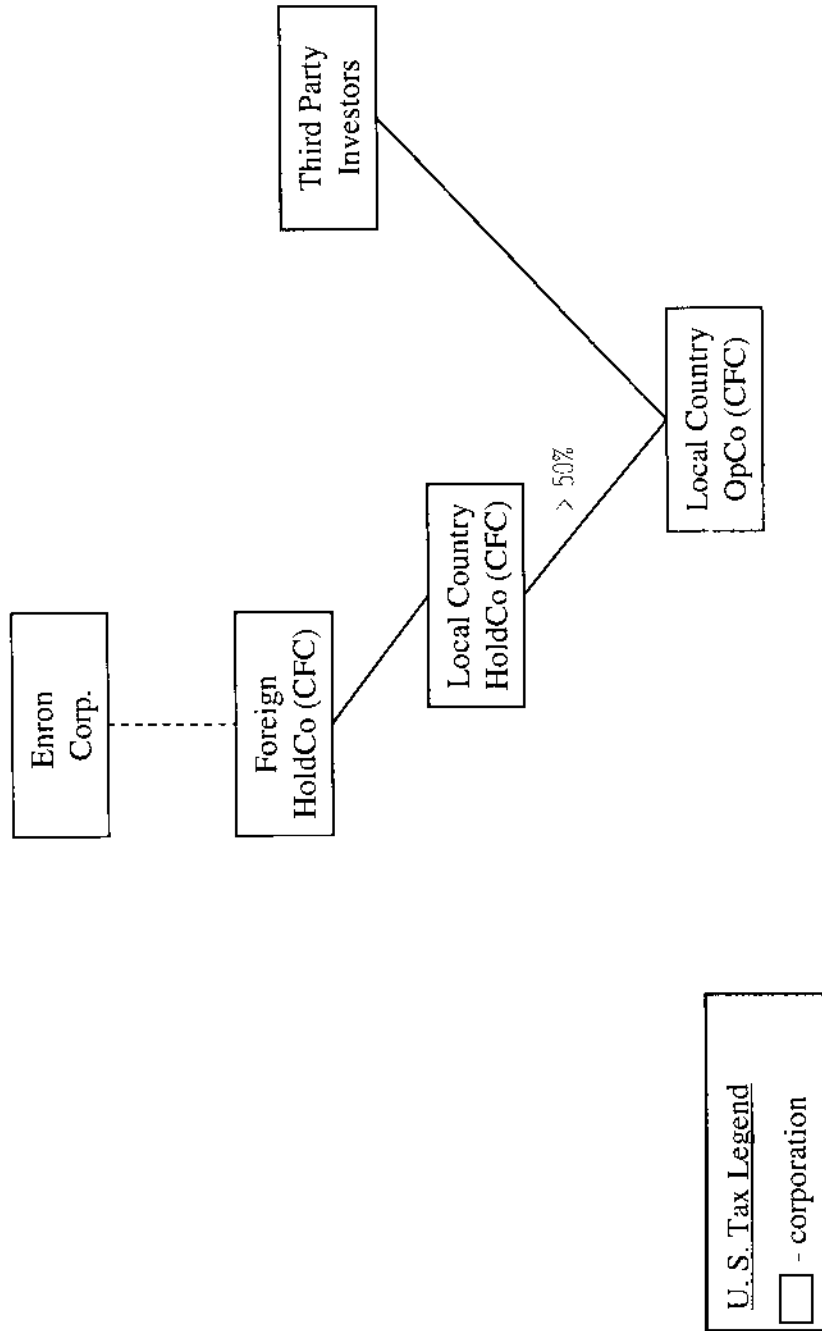 Enron
Corp.
Foreign
HoldCo (CFC)
Third Party
Investors
Local Country
HoldCo (CFC)
> 50%
Local Country
OpCo (CFC)
U.S. Tax Legend
- corporation